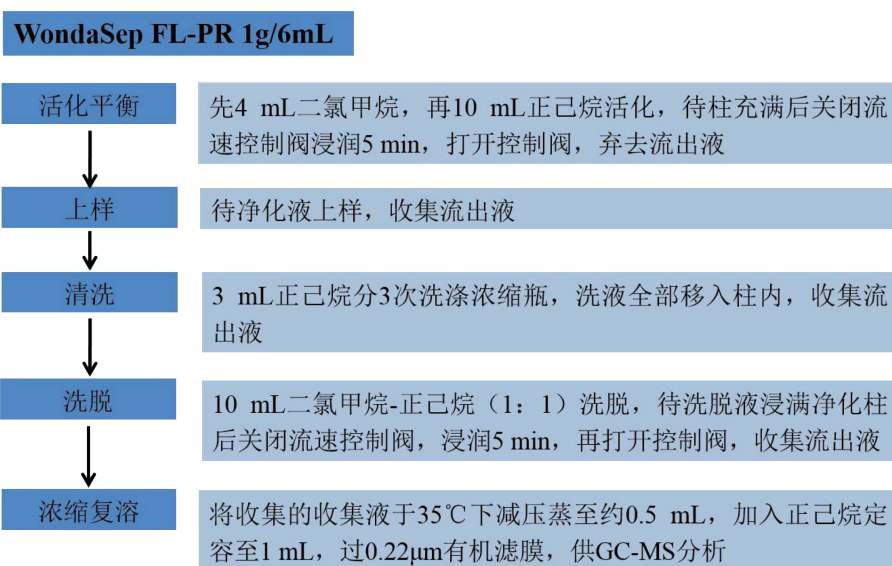 WondaSep FL-PR 1g/6mL
活化平衡
先4 mL二氯甲烷，再10 mL正己烷活化，待柱充满后关闭流
速控制阀浸润5 min，打开控制阀，弃去流出液
上样
待净化液上样，收集流出液
清洗
3 mL正己烷分3次洗涤浓缩瓶，洗液全部移入柱内，收集流
出液
洗脱
10 mL二氯甲烷-正己烷（1：1）洗脱，待洗脱液浸满净化柱
后关闭流速控制阀，浸润5 min，再打开控制阀，收集流出液
浓缩复溶
将收集的收集液于35℃下减压蒸至约0.5 mL，加入正己烷定
容至1 mL，过0.22μm有机滤膜，供GC-MS分析